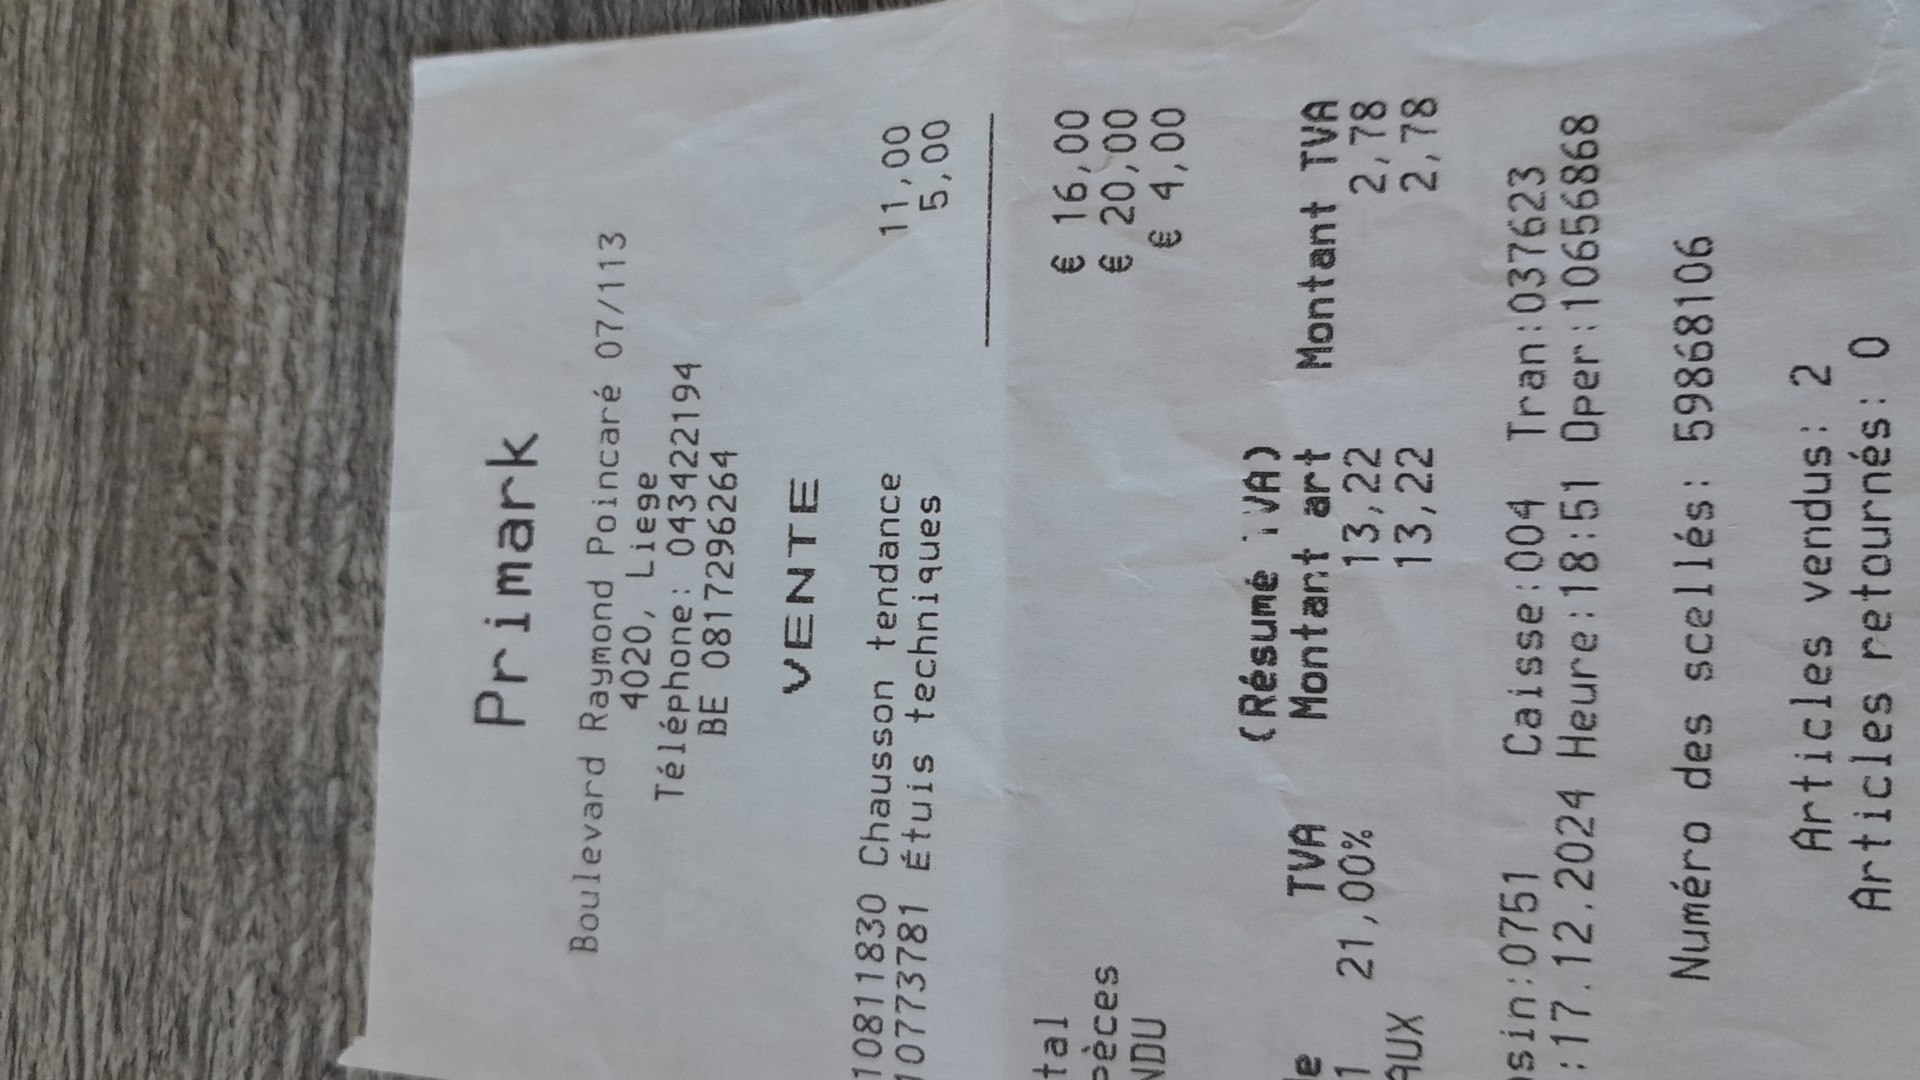 Primark
Boulevard Raymond Poincaré 07/113
4020, Liege
Téléphone: 043422194
BE 0817296264
VENTE
10811830 Chausson tendance 11,00
10773781 Étuis techniques 5,00
tal € 16,00
pèces € 20,00
NDU € 4,00
(Résumé TVA)
e TVA Montant art Montant TVA
1 21,00% 13,22 2,78
AUX 13,22 2,78
sin:0751 Caisse:004 Tran:037623
:17.12.2024 Heure:18:51 Oper:10656868
Numéro des scellés: 59868106
Articles vendus: 2
Articles retournés: 0